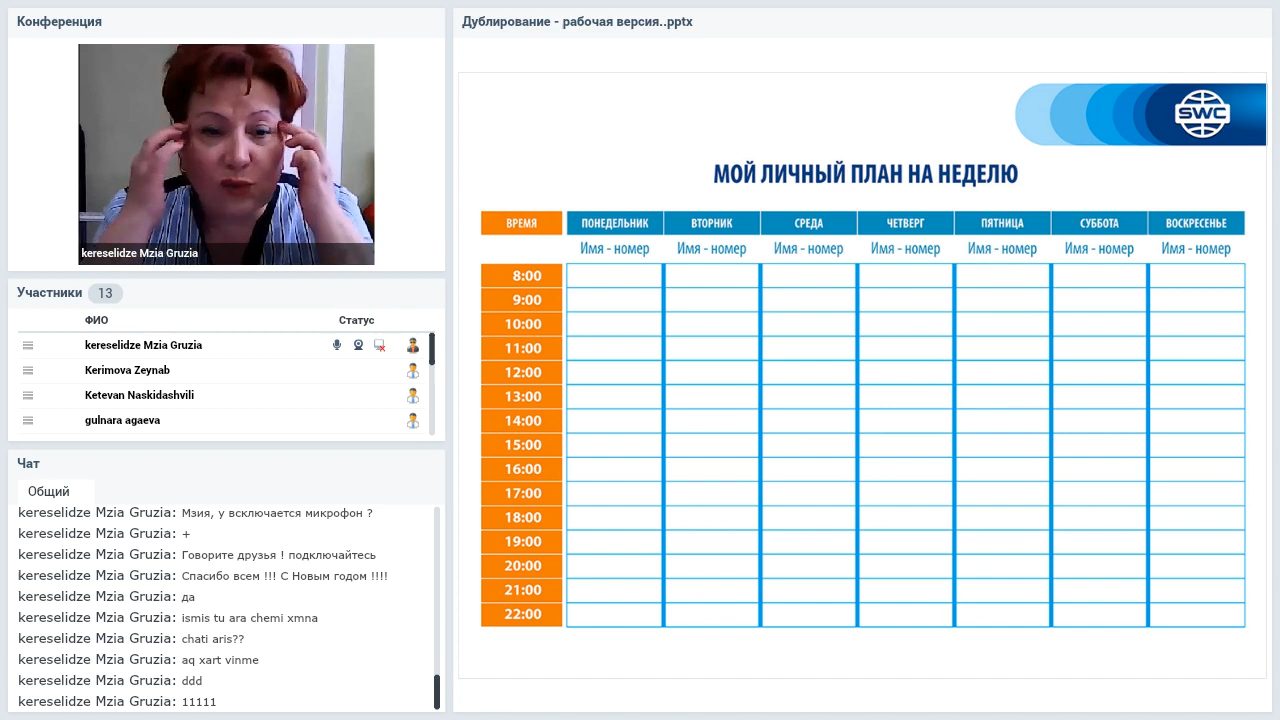 Конференция
kereselidze Mzia Gruzia
Участники 13
ФИО Статус
kereselidze Mzia Gruzia
Kerimova Zeynab
Ketevan Naskidashvili
gulnara agaeva
Чат
Общий
kereselidze Mzia Gruzia: Мзия, у всключается микрофон ?
kereselidze Mzia Gruzia: +
kereselidze Mzia Gruzia: Говорите друзья ! подключайтесь
kereselidze Mzia Gruzia: Спасибо всем !!! С Новым годом !!!!
kereselidze Mzia Gruzia: да
kereselidze Mzia Gruzia: ismis tu ara chemi xmna
kereselidze Mzia Gruzia: chati aris??
kereselidze Mzia Gruzia: aq xart vinme
kereselidze Mzia Gruzia: ddd
kereselidze Mzia Gruzia: 11111
Дублирование - рабочая версия..pptx
SWC
МОЙ ЛИЧНЫЙ ПЛАН НА НЕДЕЛЮ
ВРЕМЯ ПОНЕДЕЛЬНИК ВТОРНИК СРЕДА ЧЕТВЕРГ ПЯТНИЦА СУББОТА ВОСКРЕСЕНЬЕ
Имя - номер Имя - номер Имя - номер Имя - номер Имя - номер Имя - номер Имя - номер
8:00
9:00
10:00
11:00
12:00
13:00
14:00
15:00
16:00
17:00
18:00
19:00
20:00
21:00
22:00